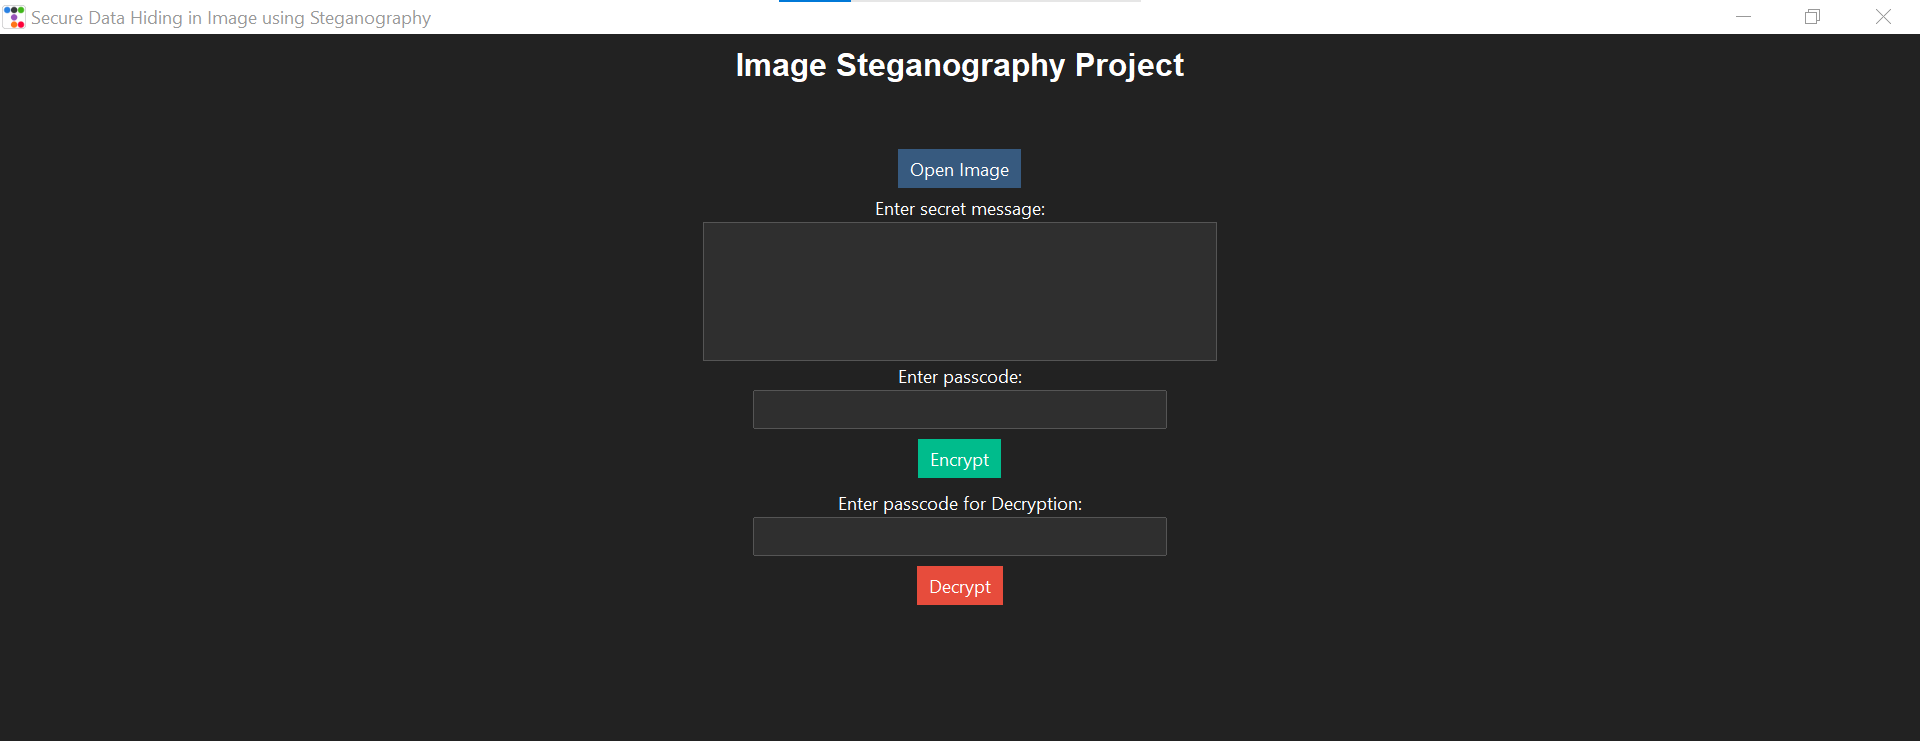 Secure Data Hiding in Image using Steganography
Image Steganography Project
Open Image
Enter secret message:
Enter passcode:
Encrypt
Enter passcode for Decryption:
Decrypt